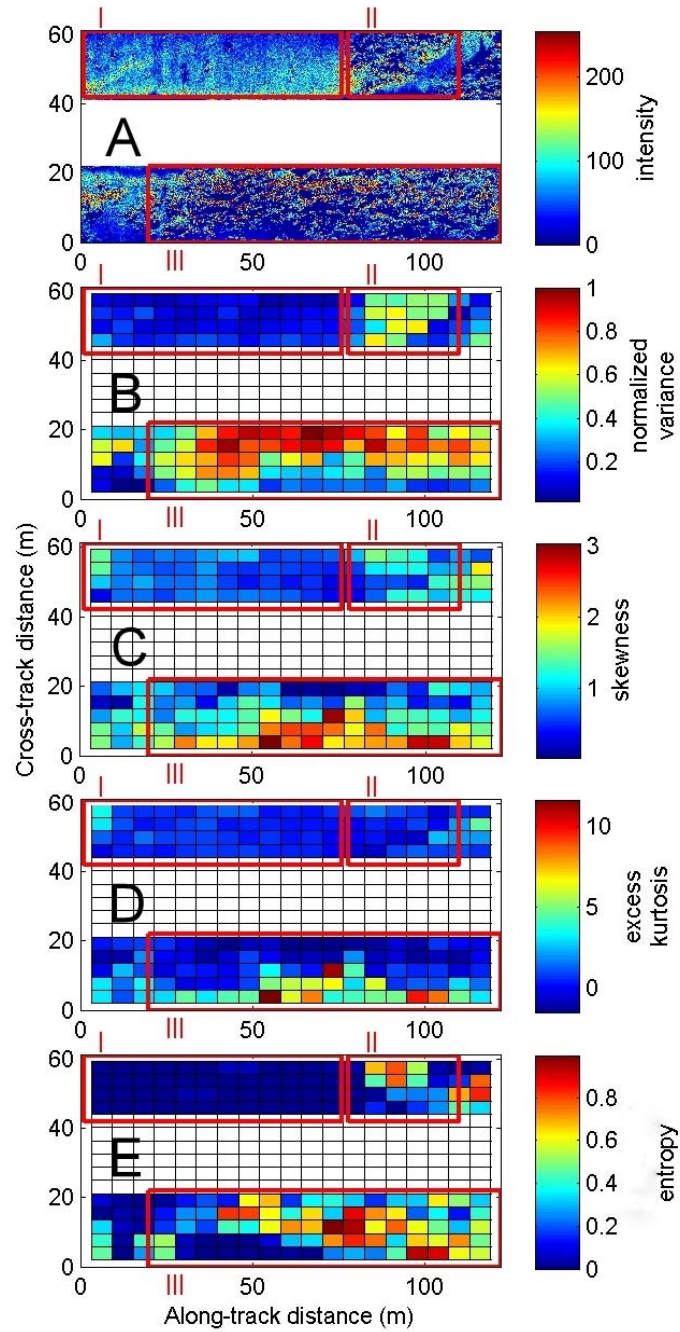 I II
60
40
20
0
A
0 50 100
200
100
0
intensity
I III II
60
40
20
0
B
0 50 100
1
0.8
0.6
0.4
0.2
normalized
variance
III II
60
40
20
0
C
0 50 100
3
2
1
skewness
Cross-track distance (m)
I III II
60
40
20
0
D
0 50 100
10
5
0
excess
kurtosis
I III II
60
40
20
0
E
0 50 100
0.8
0.6
0.4
0.2
0
entropy
III
Along-track distance (m)